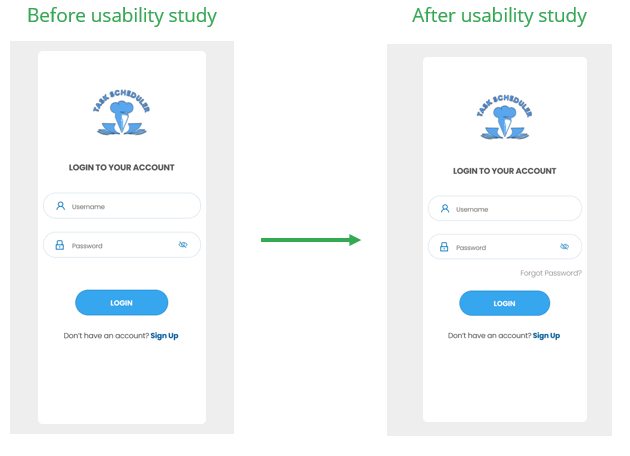 Before usability study
After usability study
TASK SCHEDULER
LOGIN TO YOUR ACCOUNT
Username
Password
LOGIN
Don't have an account? Sign Up
TASK SCHEDULER
LOGIN TO YOUR ACCOUNT
Username
Password
Forgot Password?
LOGIN
Don't have an account? Sign Up